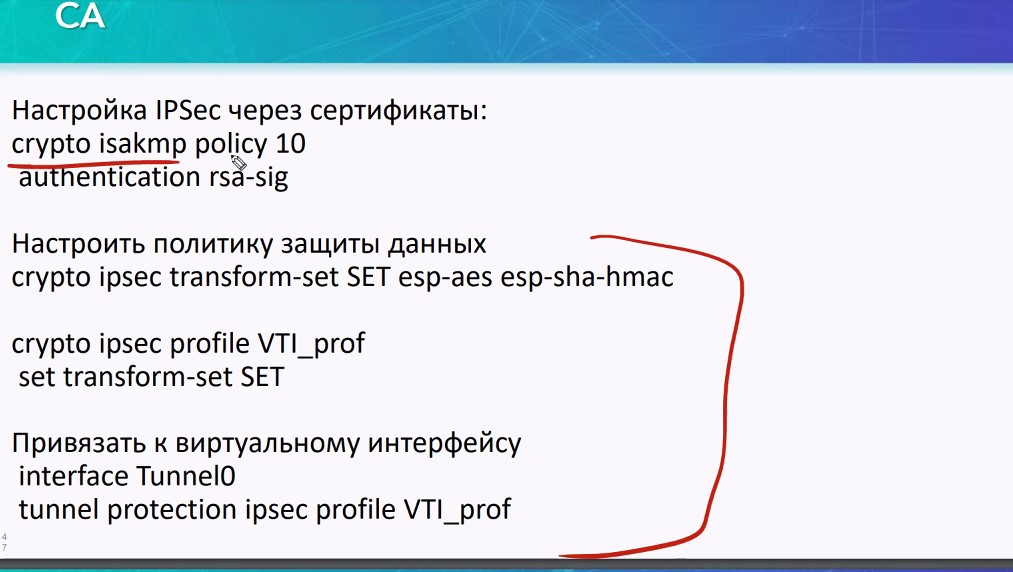 CA
Настройка IPSec через сертификаты:
crypto isakmp policy 10
authentication rsa-sig
Настроить политику защиты данных
crypto ipsec transform-set SET esp-aes esp-sha-hmac
crypto ipsec profile VTI_prof
set transform-set SET
Привязать к виртуальному интерфейсу
interface Tunnel0
tunnel protection ipsec profile VTI_prof
4
7